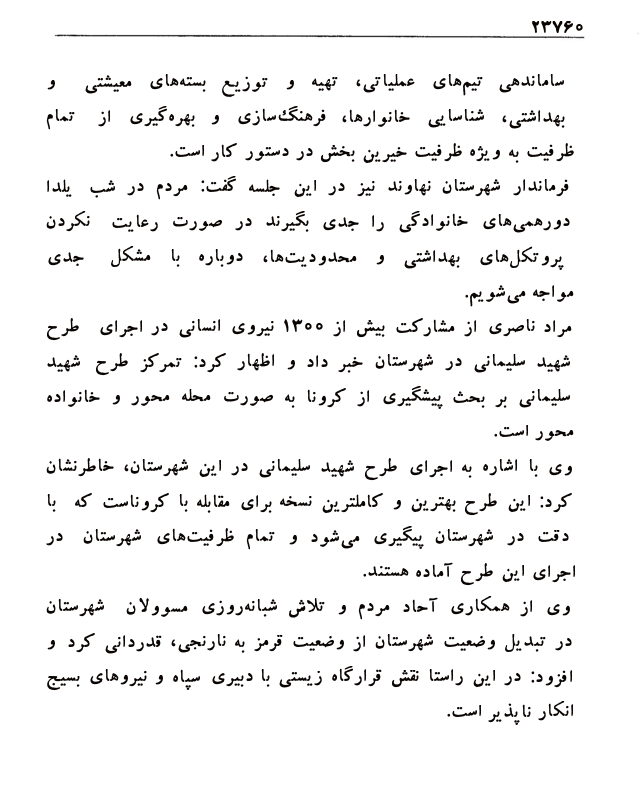 ۲۳۷۶۰
ساماندهی تیم‌های عملیاتی، تهیه و توزیع بسته‌های معیشتی و
بهداشتی، شناسایی خانوارها، فرهنگ‌سازی و بهره‌گیری از تمام
ظرفیت به ویژه ظرفیت خیرین بخش در دستور کار است.
فرماندار شهرستان نهاوند نیز در این جلسه گفت: مردم در شب یلدا
دورهمی‌های خانوادگی را جدی بگیرند در صورت رعایت نکردن
پروتکل‌های بهداشتی و محدودیت‌ها، دوباره با مشکل جدی
مواجه می‌شویم.
مراد ناصری از مشارکت بیش از ۱۳۰۰ نیروی انسانی در اجرای طرح
شهید سلیمانی در شهرستان خبر داد و اظهار کرد: تمرکز طرح شهید
سلیمانی بر بحث پیشگیری از کرونا به صورت محله محور و خانواده
محور است.
وی با اشاره به اجرای طرح شهید سلیمانی در این شهرستان، خاطرنشان
کرد: این طرح بهترین و کاملترین نسخه برای مقابله با کروناست که با
دقت در شهرستان پیگیری می‌شود و تمام ظرفیت‌های شهرستان در
اجرای این طرح آماده هستند.
وی از همکاری آحاد مردم و تلاش شبانه‌روزی مسوولان شهرستان
در تبدیل وضعیت شهرستان از وضعیت قرمز به نارنجی، قدردانی کرد و
افزود: در این راستا نقش قرارگاه زیستی با دبیری سپاه و نیروهای بسیج
انکار ناپذیر است.